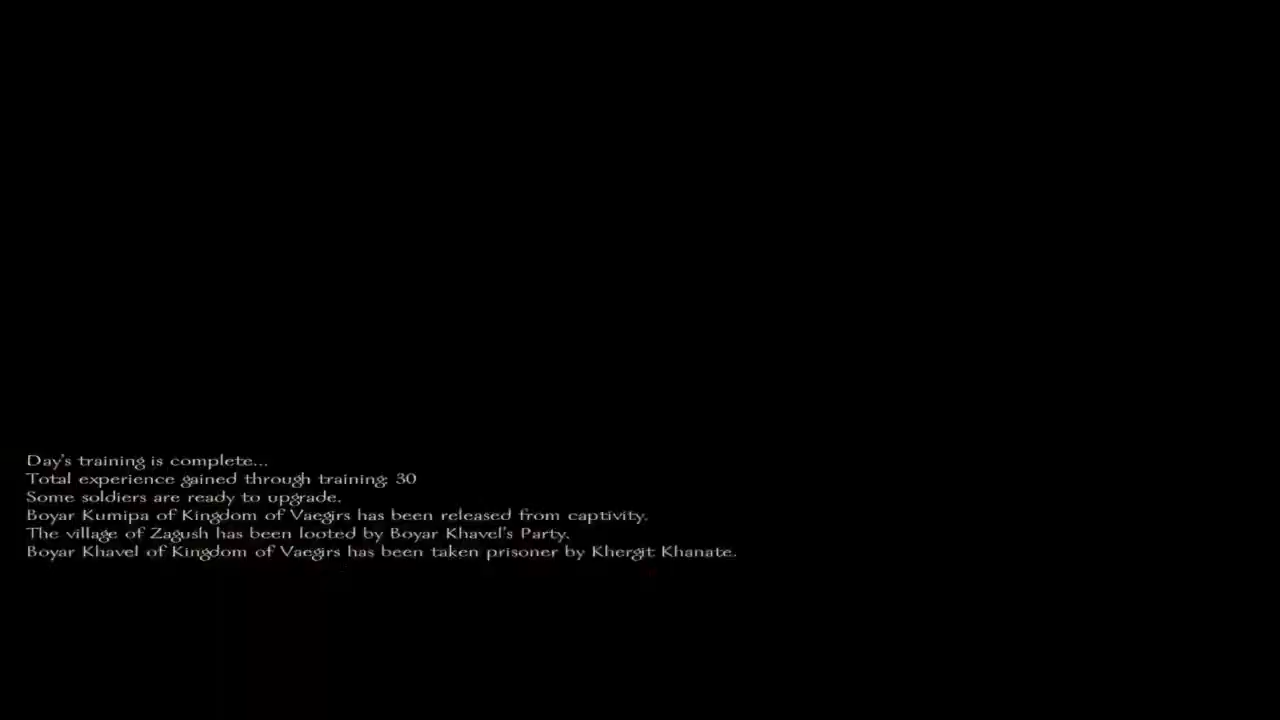 Day's training is complete...
Total experience gained through training: 30
Some soldiers are ready to upgrade.
Boyar Kumipa of Kingdom of Vaegirs has been released from captivity.
The village of Zagush has been looted by Boyar Khavel's Party.
Boyar Khavel of Kingdom of Vaegirs has been taken prisoner by Khergit Khanate.